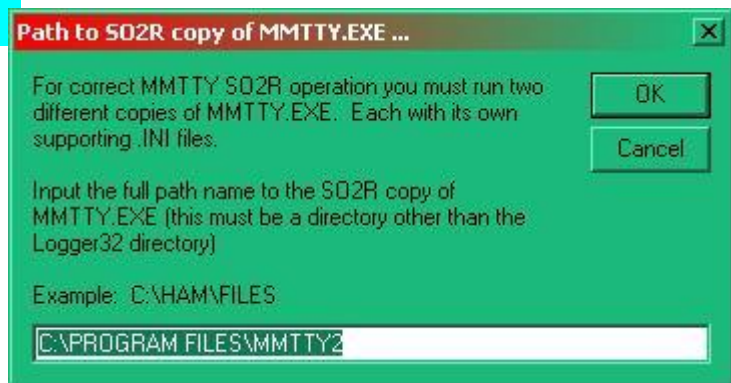 Path to SO2R copy of MMTTY.EXE ...
For correct MMTTY SO2R operation you must run two
different copies of MMTTY.EXE. Each with its own
supporting .INI files.
OK
Cancel
Input the full path name to the SO2R copy of
MMTTY.EXE (this must be a directory other than the
Logger32 directory)
Example: C:\HAM\FILES
C:\PROGRAM FILES\MMTTY2